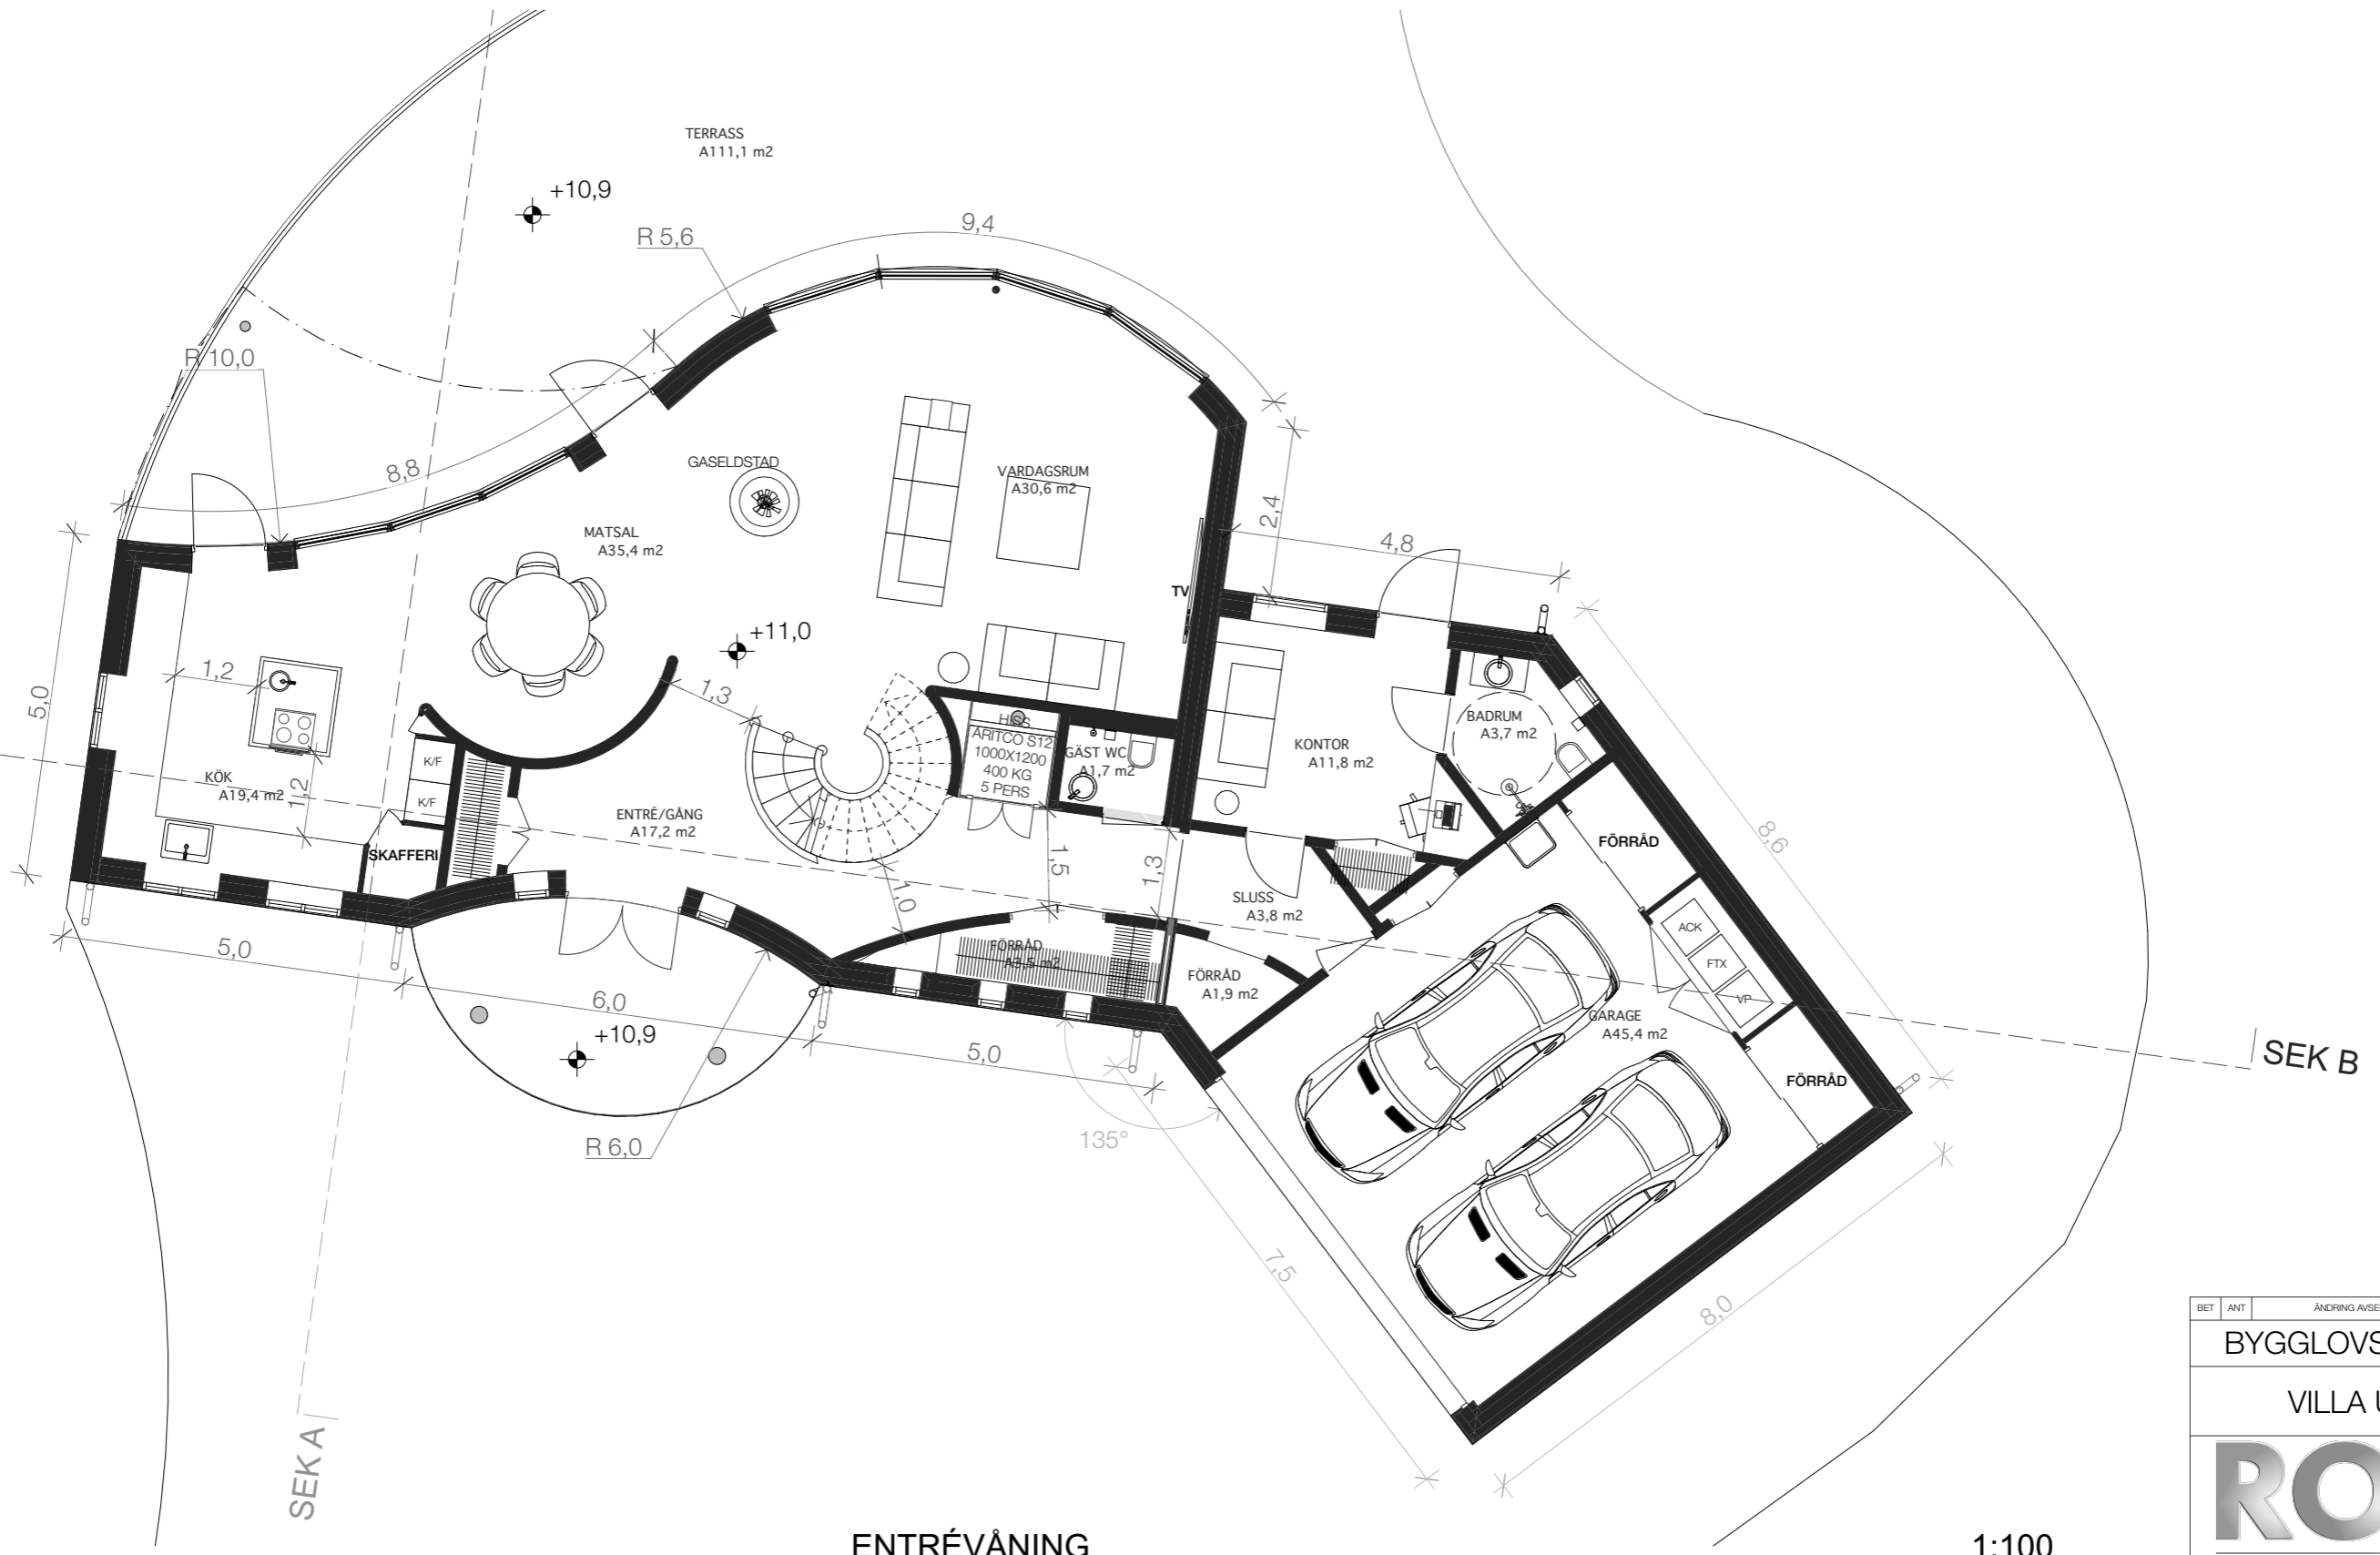 TERRASS
A111,1 m2
+10,9
R 5,6
9,4
R 10,0
8,8
GASELDSTAD
VARDAGSRUM
A30,6 m2
MATSAL
A35,4 m2
2,4
4,8
TV
+11,0
5,0
1,2
1,3
HISS
ARITCO S12
1000X1200
400 KG
5 PERS
GÄST WC
A1,7 m2
KONTOR
A11,8 m2
BADRUM
A3,7 m2
K/F
K/F
KÖK
A19,4 m2
1,2
ENTRÉ/GÅNG
A17,2 m2
SKAFFERI
1,5
1,3
1,0
FÖRRÅD
8,6
SLUSS
A3,8 m2
FÖRRÅD
A3,5 m2
FÖRRÅD
A1,9 m2
ACK
FTX
VP
GARAGE
A45,4 m2
FÖRRÅD
SEK B
5,0
6,0
+10,9
5,0
R 6,0
135°
7,5
8,0
SEK A
ENTRÉVÅNING
1:100
BET ANT ÄNDRING AVSE
BYGGLOVS
VILLA
RO